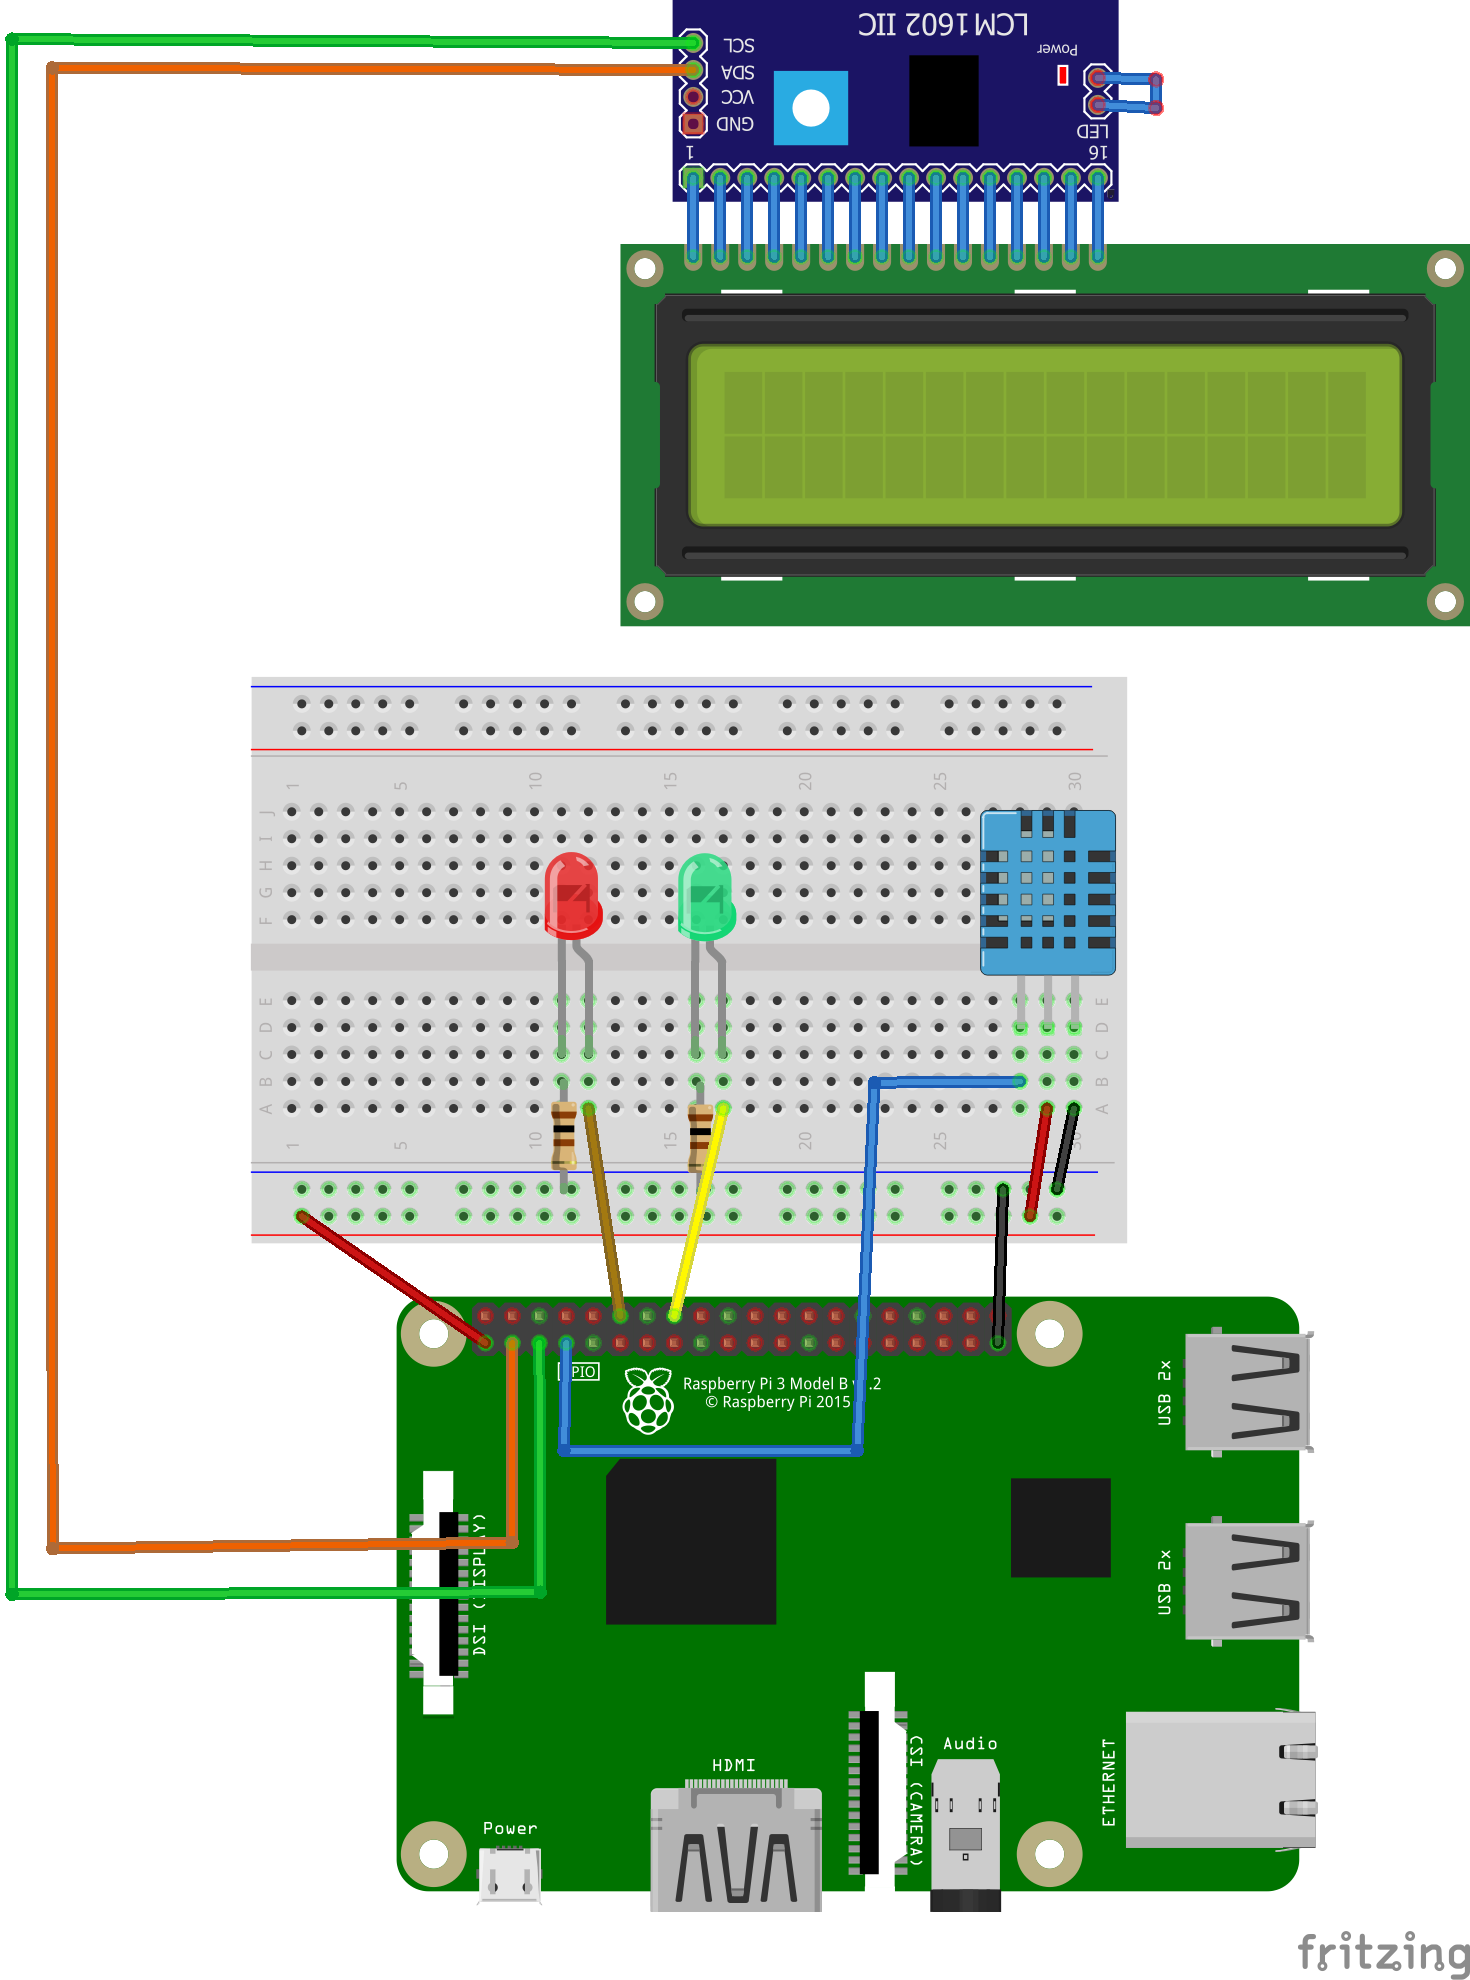 LCM1602 IIC
SCL
SDA
VCC
GND
Power
LED
1
16
1 5 10 15 20 25 30
J
I
H
G
F
E E
D D
C C
B B
A A
1 5 10 15 20 25 30
GPIO
Raspberry Pi 3 Model B v1.2
© Raspberry Pi 2015
USB 2x
USB 2x
DSI (DISPLAY)
CSI (CAMERA)
Audio
ETHERNET
HDMI
Power
fritzing